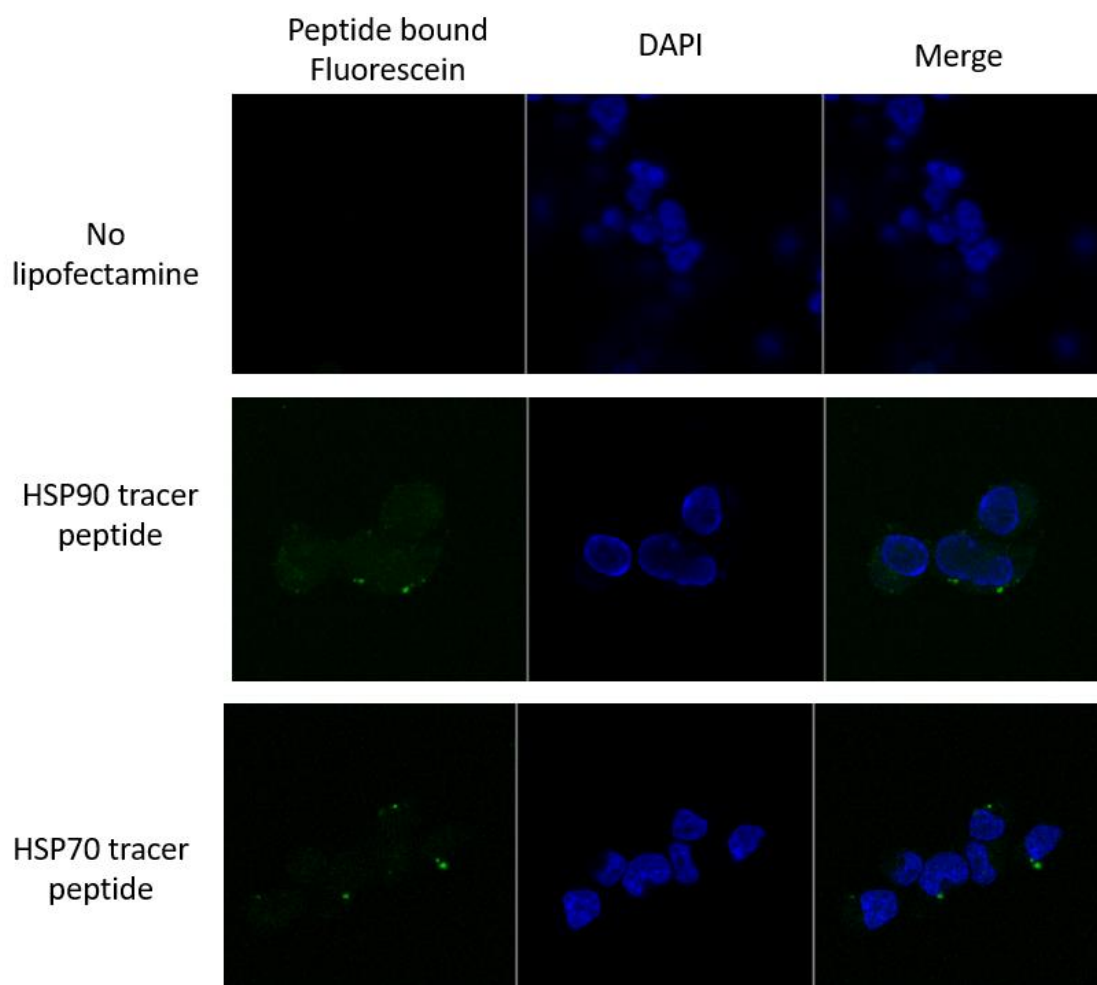 Peptide bound
Fluorescein
DAPI
Merge
No
lipofectamine
HSP90 tracer
peptide
HSP70 tracer
peptide